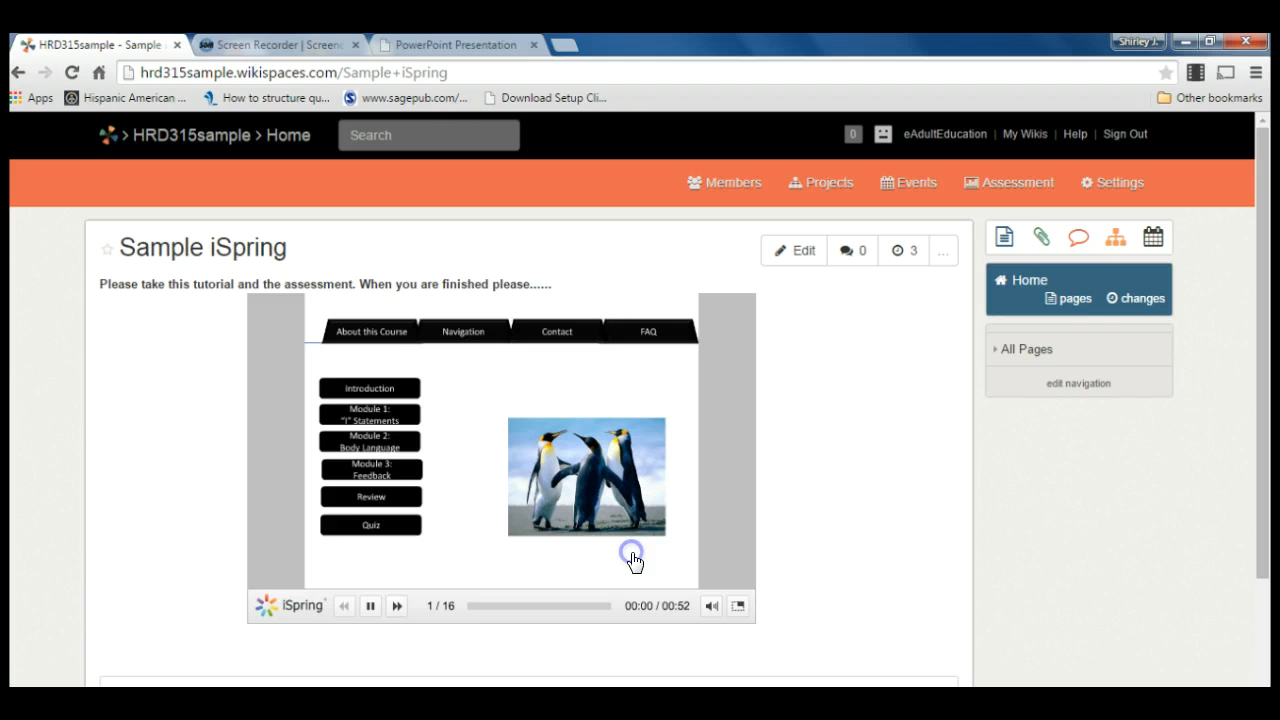 HRD315sample - Sample
Screen Recorder | Screenc
PowerPoint Presentation
Shirley J.
hrd315sample.wikispaces.com/Sample+iSpring
Apps
Hispanic American ...
How to structure qu...
www.sagepub.com/...
Download Setup Cli...
Other bookmarks
> HRD315sample > Home
Search
0
eAdultEducation | My Wikis | Help | Sign Out
Members
Projects
Events
Assessment
Settings
Sample iSpring
Edit
0
3
...
Please take this tutorial and the assessment. When you are finished please......
Home
pages
changes
All Pages
edit navigation
About this Course
Navigation
Contact
FAQ
Introduction
Module 1:
"I" Statements
Module 2:
Body Language
Module 3:
Feedback
Review
Quiz
iSpring
1 / 16
00:00 / 00:52